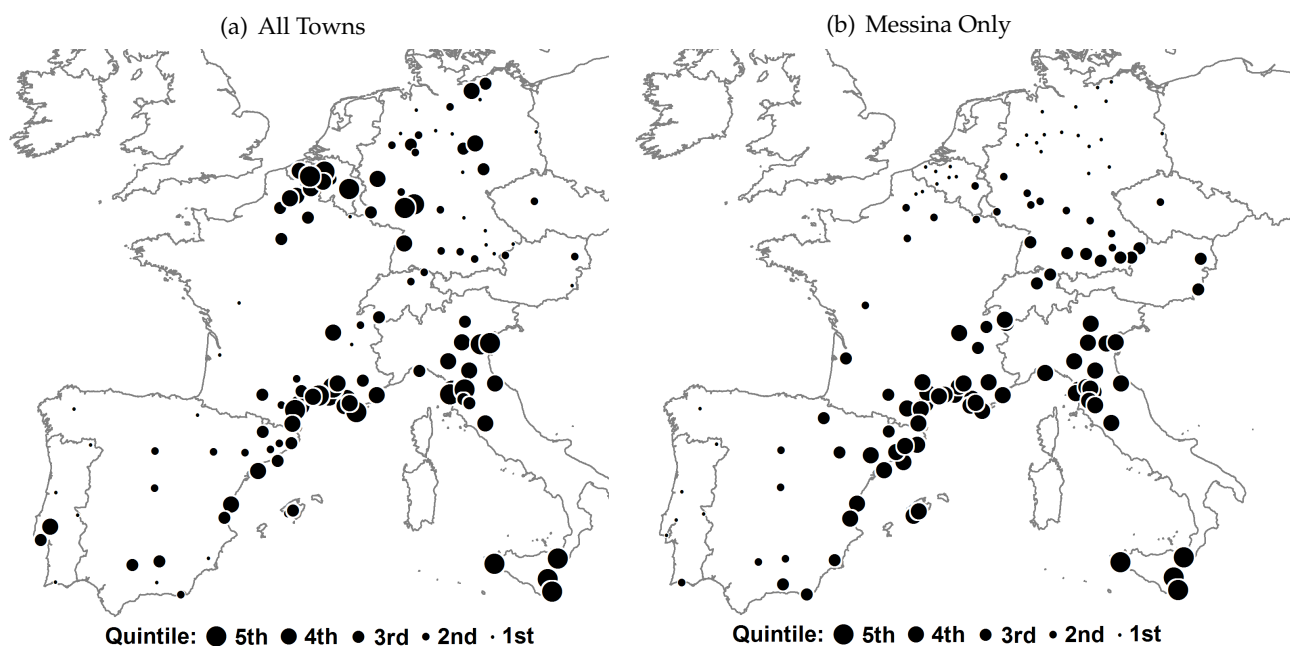 (a) All Towns
(b) Messina Only
Quintile: 5th 4th 3rd 2nd 1st
Quintile: 5th 4th 3rd 2nd 1st